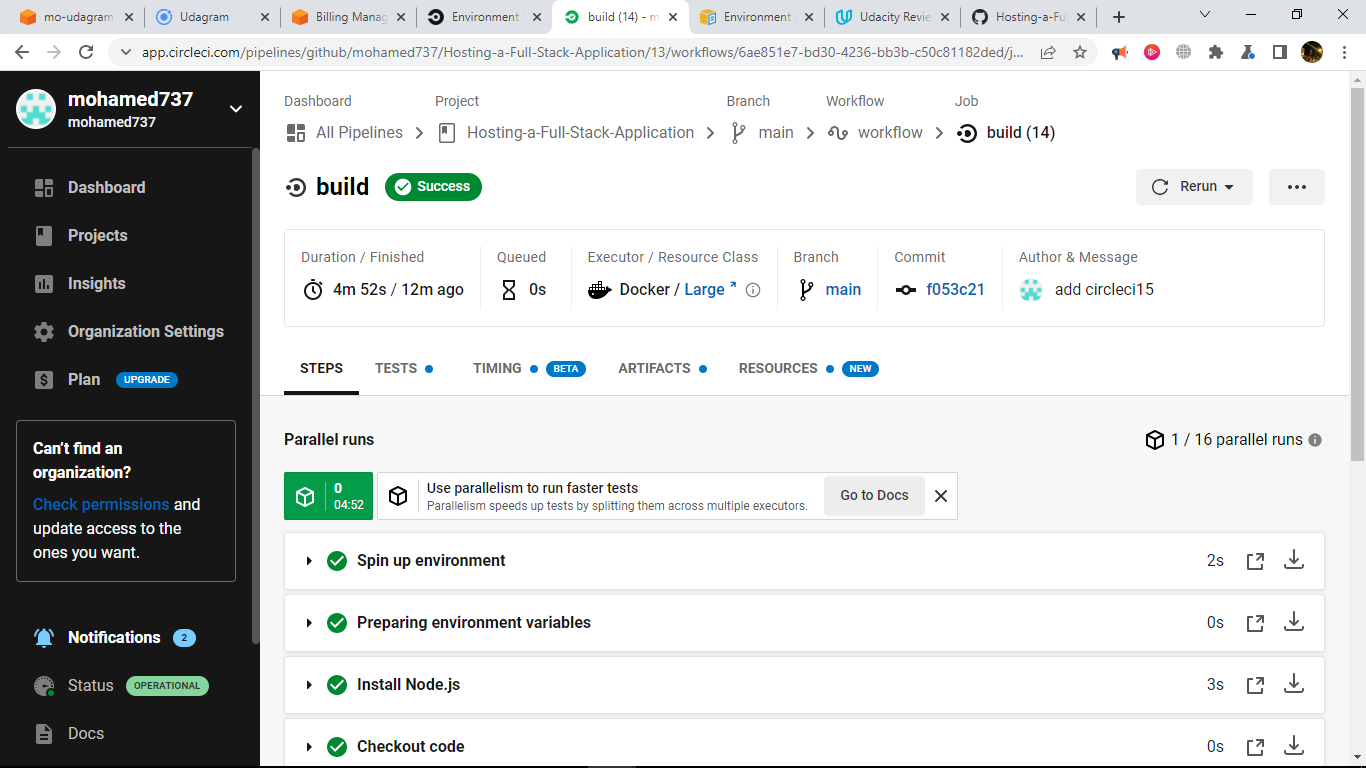 mo-udagram
Udagram
Billing Mana
Environment
build (14) - m
Environment
Udacity Revie
Hosting-a-Fu
app.circleci.com/pipelines/github/mohamed737/Hosting-a-Full-Stack-Application/13/workflows/6ae851e7-bd30-4236-bb3b-c50c81182ded/j...
mohamed737
mohamed737
Dashboard
Projects
Insights
Organization Settings
Plan UPGRADE
Can't find an
organization?
Check permissions and
update access to the
ones you want.
Notifications 2
Status OPERATIONAL
Docs
Dashboard Project Branch Workflow Job
All Pipelines Hosting-a-Full-Stack-Application main workflow build (14)
build Success Rerun
Duration / Finished Queued Executor / Resource Class Branch Commit Author & Message
4m 52s / 12m ago 0s Docker / Large main f053c21 add circleci15
STEPS TESTS TIMING BETA ARTIFACTS RESOURCES NEW
Parallel runs 1 / 16 parallel runs
0
04:52
Use parallelism to run faster tests
Parallelism speeds up tests by splitting them across multiple executors.
Go to Docs
Spin up environment 2s
Preparing environment variables 0s
Install Node.js 3s
Checkout code 0s